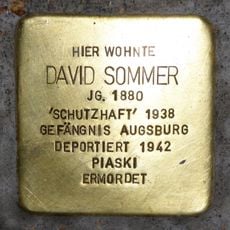 HIER WOHNTE
DAVID SOMMER
JG. 1880
'SCHUTZHAFT' 1938
GEFÄNGNIS AUGSBURG
DEPORTIERT 1942
PIASKI
ERMORDET